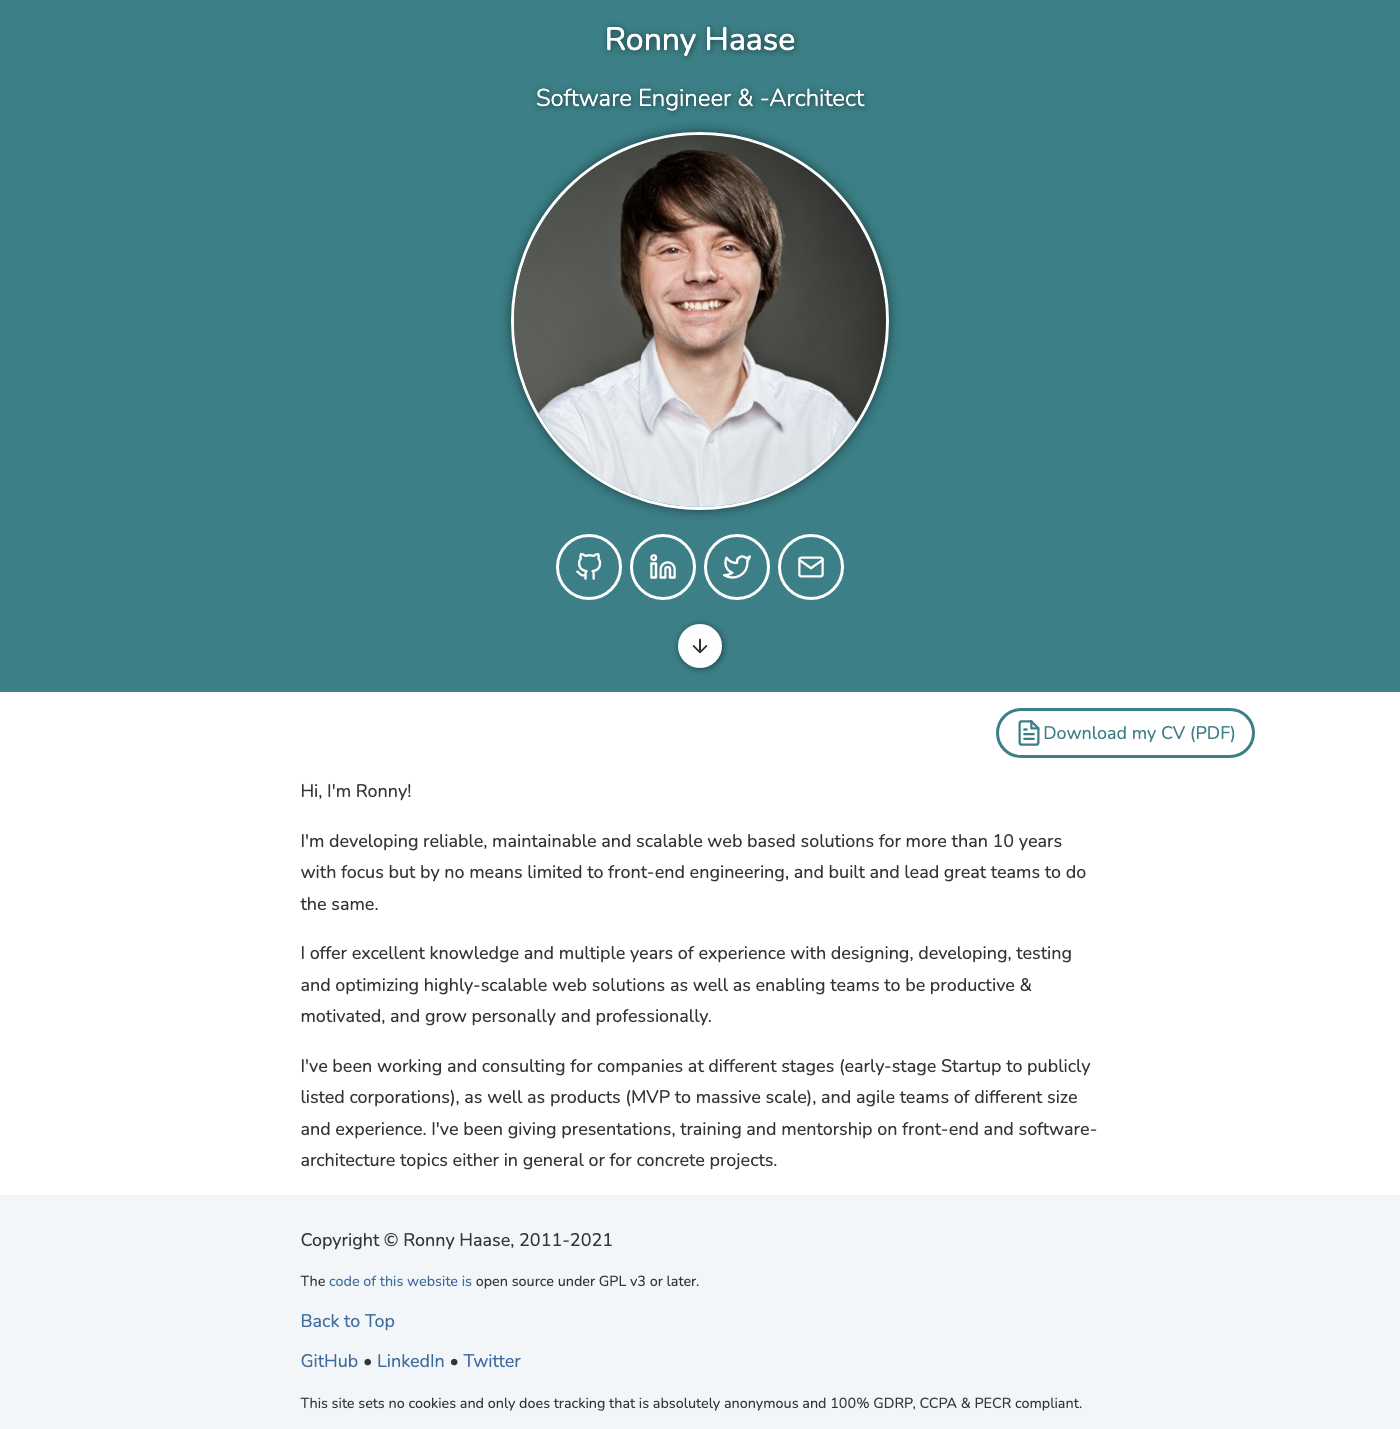 Ronny Haase
Software Engineer & -Architect
Download my CV (PDF)
Hi, I'm Ronny!
I'm developing reliable, maintainable and scalable web based solutions for more than 10 years
with focus but by no means limited to front-end engineering, and built and lead great teams to do
the same.
I offer excellent knowledge and multiple years of experience with designing, developing, testing
and optimizing highly-scalable web solutions as well as enabling teams to be productive &
motivated, and grow personally and professionally.
I've been working and consulting for companies at different stages (early-stage Startup to publicly
listed corporations), as well as products (MVP to massive scale), and agile teams of different size
and experience. I've been giving presentations, training and mentorship on front-end and software-
architecture topics either in general or for concrete projects.
Copyright © Ronny Haase, 2011-2021
The code of this website is open source under GPL v3 or later.
Back to Top
GitHub • LinkedIn • Twitter
This site sets no cookies and only does tracking that is absolutely anonymous and 100% GDRP, CCPA & PECR compliant.